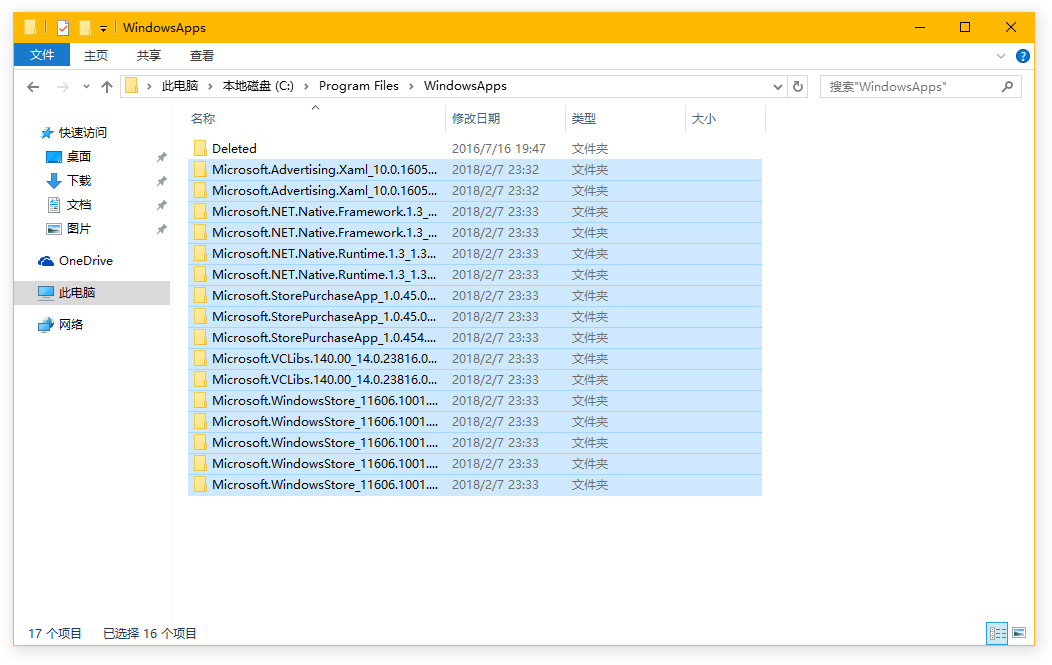 WindowsApps
文件 主页 共享 查看
此电脑 › 本地磁盘 (C:) › Program Files › WindowsApps 搜索"WindowsApps"
名称 修改日期 类型 大小
快速访问
桌面
下载
文档
图片
OneDrive
此电脑
网络
Deleted 2016/7/16 19:47 文件夹
Microsoft.Advertising.Xaml_10.0.1605... 2018/2/7 23:32 文件夹
Microsoft.Advertising.Xaml_10.0.1605... 2018/2/7 23:32 文件夹
Microsoft.NET.Native.Framework.1.3_... 2018/2/7 23:33 文件夹
Microsoft.NET.Native.Framework.1.3_... 2018/2/7 23:33 文件夹
Microsoft.NET.Native.Runtime.1.3_1.3... 2018/2/7 23:33 文件夹
Microsoft.NET.Native.Runtime.1.3_1.3... 2018/2/7 23:33 文件夹
Microsoft.StorePurchaseApp_1.0.45.0... 2018/2/7 23:33 文件夹
Microsoft.StorePurchaseApp_1.0.45.0... 2018/2/7 23:33 文件夹
Microsoft.StorePurchaseApp_1.0.454.... 2018/2/7 23:33 文件夹
Microsoft.VCLibs.140.00_14.0.23816.0... 2018/2/7 23:33 文件夹
Microsoft.VCLibs.140.00_14.0.23816.0... 2018/2/7 23:33 文件夹
Microsoft.WindowsStore_11606.1001.... 2018/2/7 23:33 文件夹
Microsoft.WindowsStore_11606.1001.... 2018/2/7 23:33 文件夹
Microsoft.WindowsStore_11606.1001.... 2018/2/7 23:33 文件夹
Microsoft.WindowsStore_11606.1001.... 2018/2/7 23:33 文件夹
Microsoft.WindowsStore_11606.1001.... 2018/2/7 23:33 文件夹
17 个项目 已选择 16 个项目